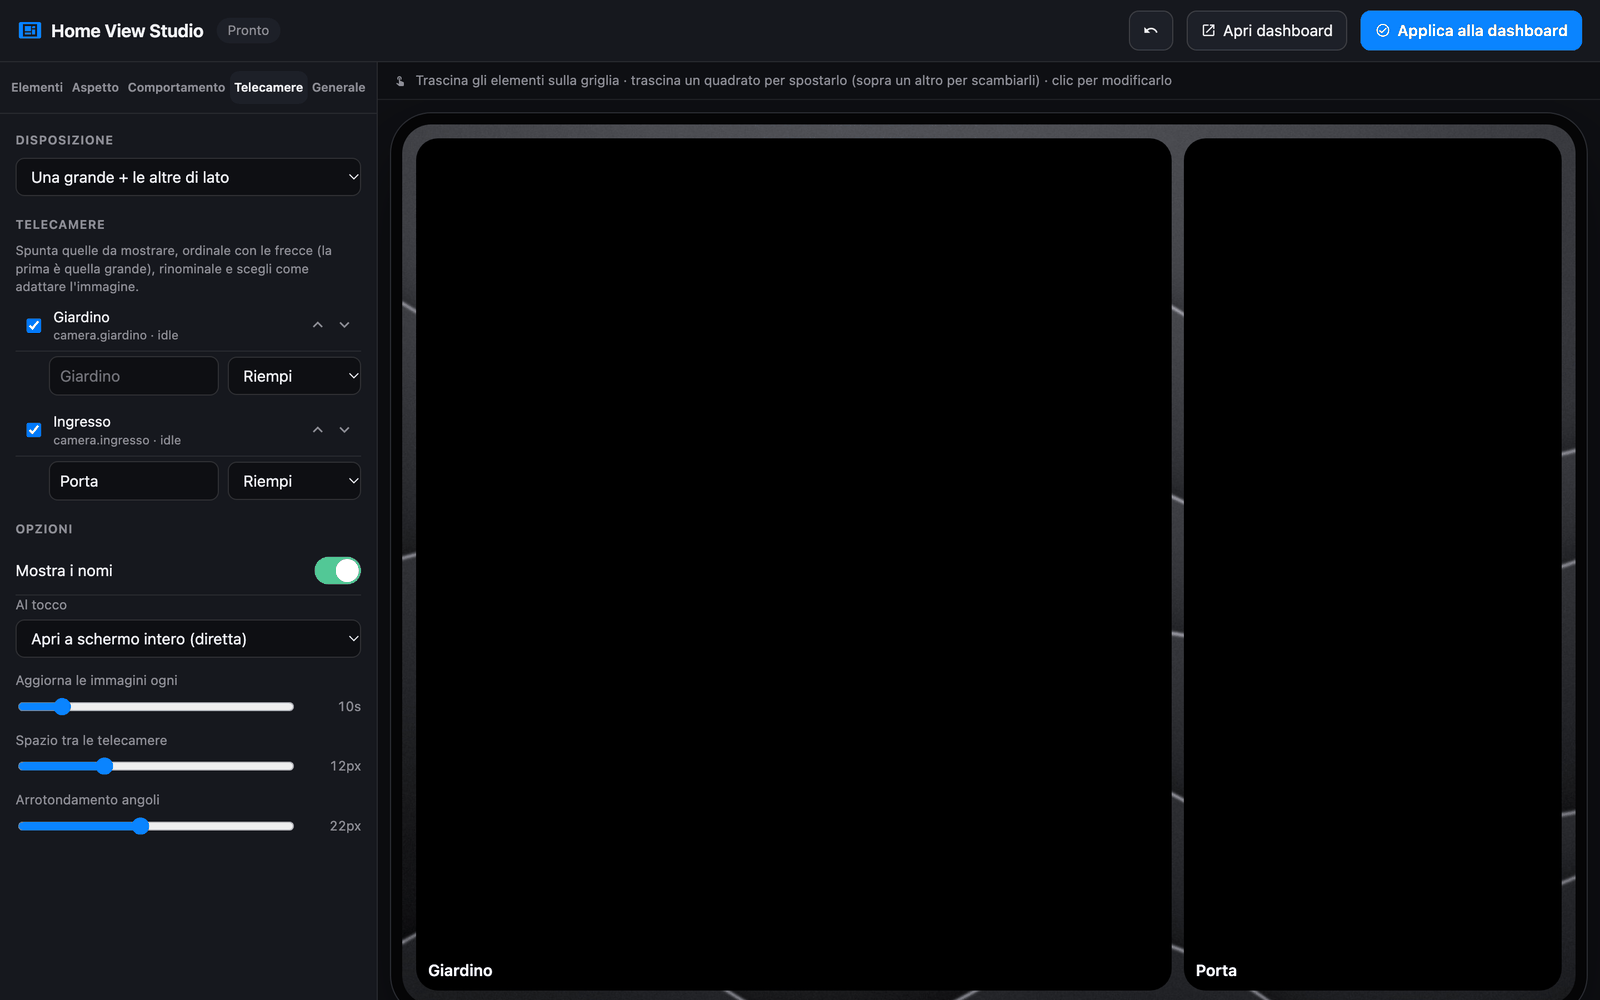 Home View Studio
Pronto
Apri dashboard
Applica alla dashboard
Elementi
Aspetto
Comportamento
Telecamere
Generale
Trascina gli elementi sulla griglia · trascina un quadrato per spostarlo (sopra un altro per scambiarli) · clic per modificarlo
DISPOSIZIONE
Una grande + le altre di lato
TELECAMERE
Spunta quelle da mostrare, ordinale con le frecce (la
prima è quella grande), rinominale e scegli come
adattare l'immagine.
Giardino
camera.giardino · idle
Giardino
Riempi
Ingresso
camera.ingresso · idle
Porta
Riempi
OPZIONI
Mostra i nomi
Al tocco
Apri a schermo intero (diretta)
Aggiorna le immagini ogni
10s
Spazio tra le telecamere
12px
Arrotondamento angoli
22px
Giardino
Porta